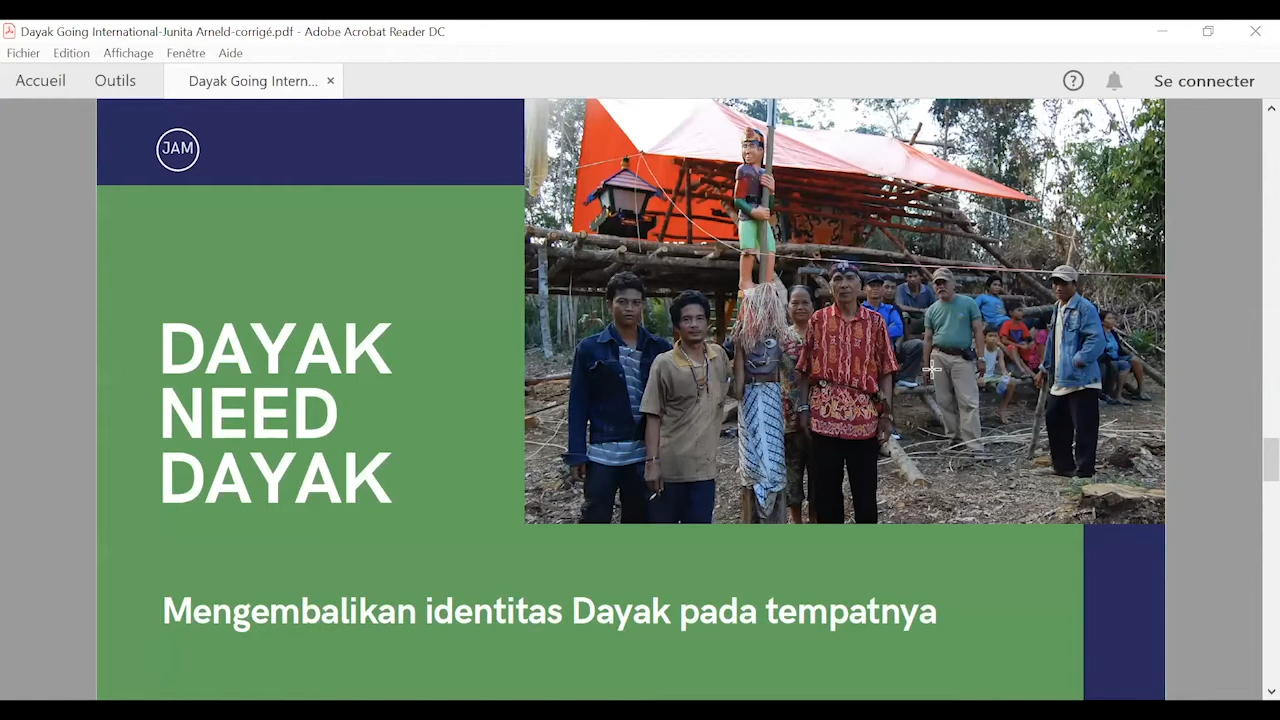 Dayak Going International-Junita Arneld-corrigé.pdf - Adobe Acrobat Reader DC
Fichier Edition Affichage Fenêtre Aide
Accueil Outils Dayak Going Intern... × ? Se connecter
JAM
DAYAK
NEED
DAYAK
Mengembalikan identitas Dayak pada tempatnya